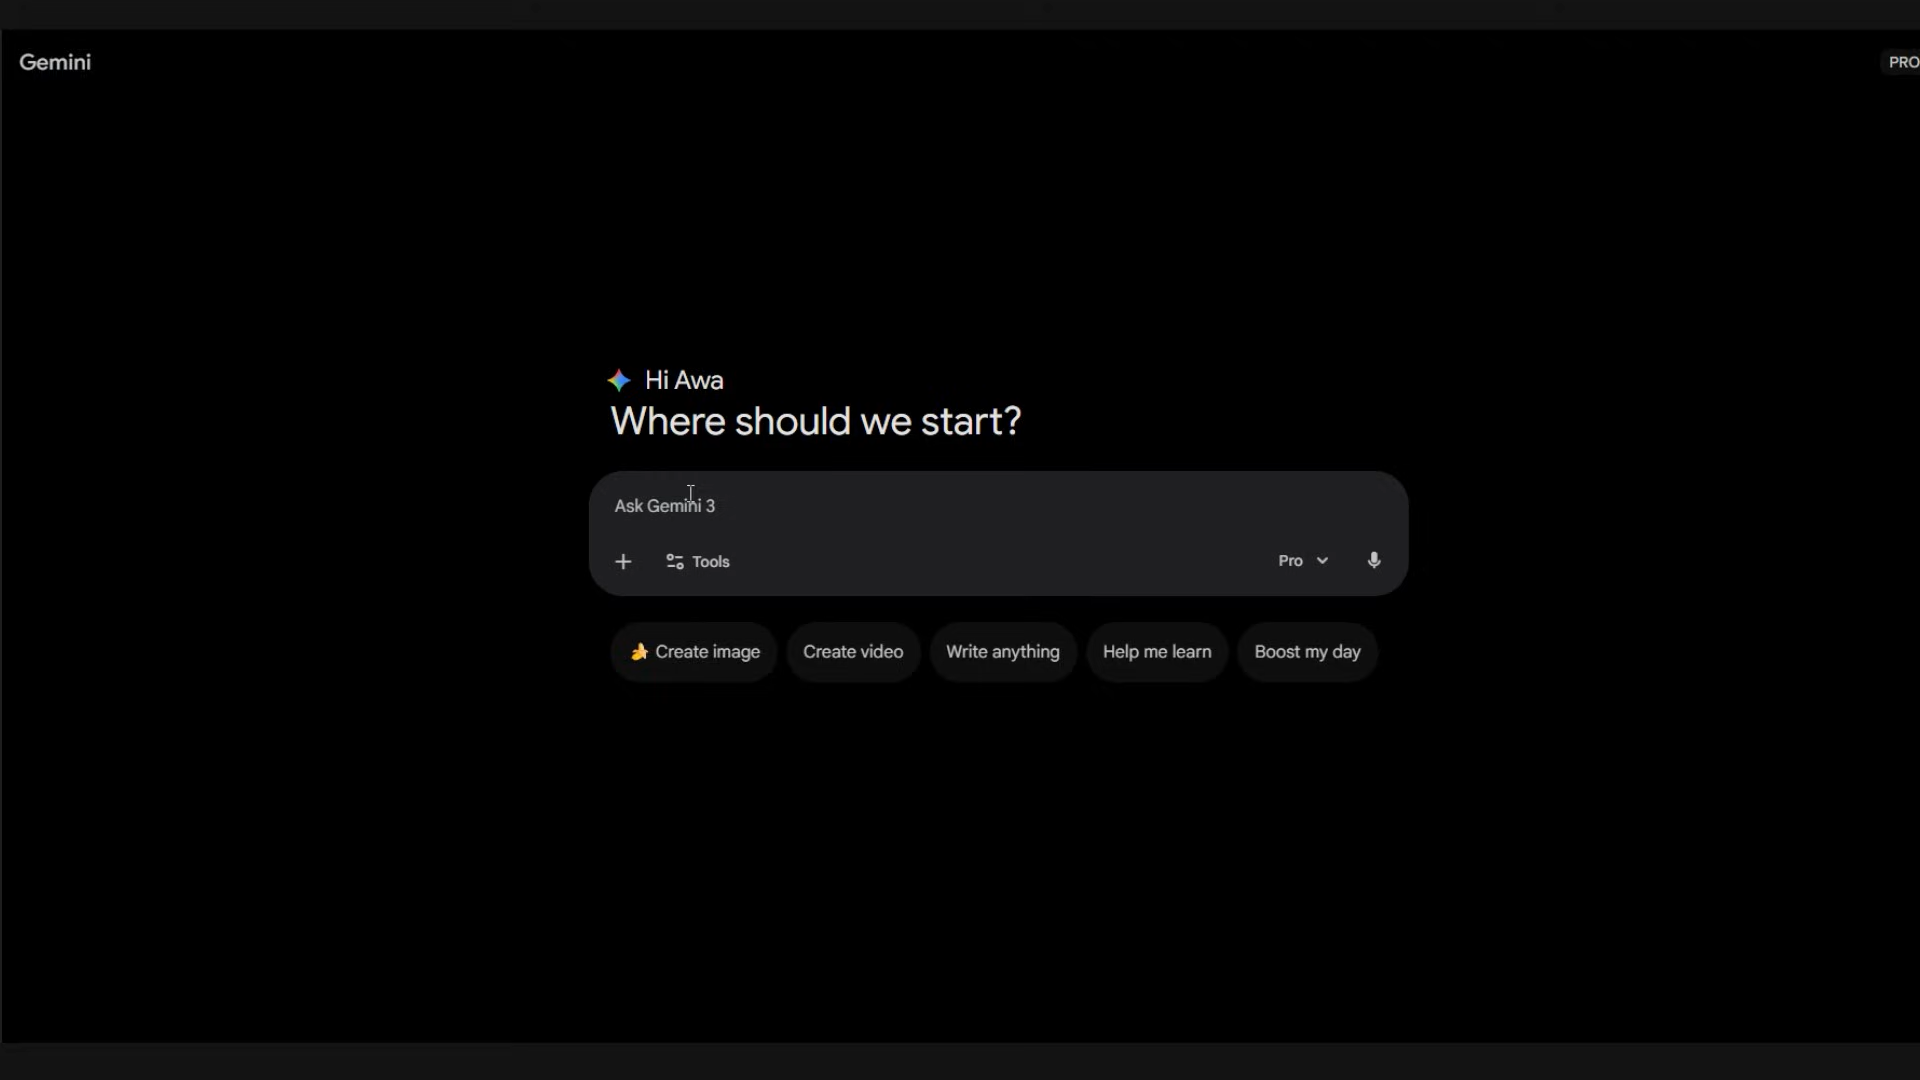 Gemini
PRO
Hi Awa
Where should we start?
Ask Gemini 3
Tools
Pro
Create image
Create video
Write anything
Help me learn
Boost my day